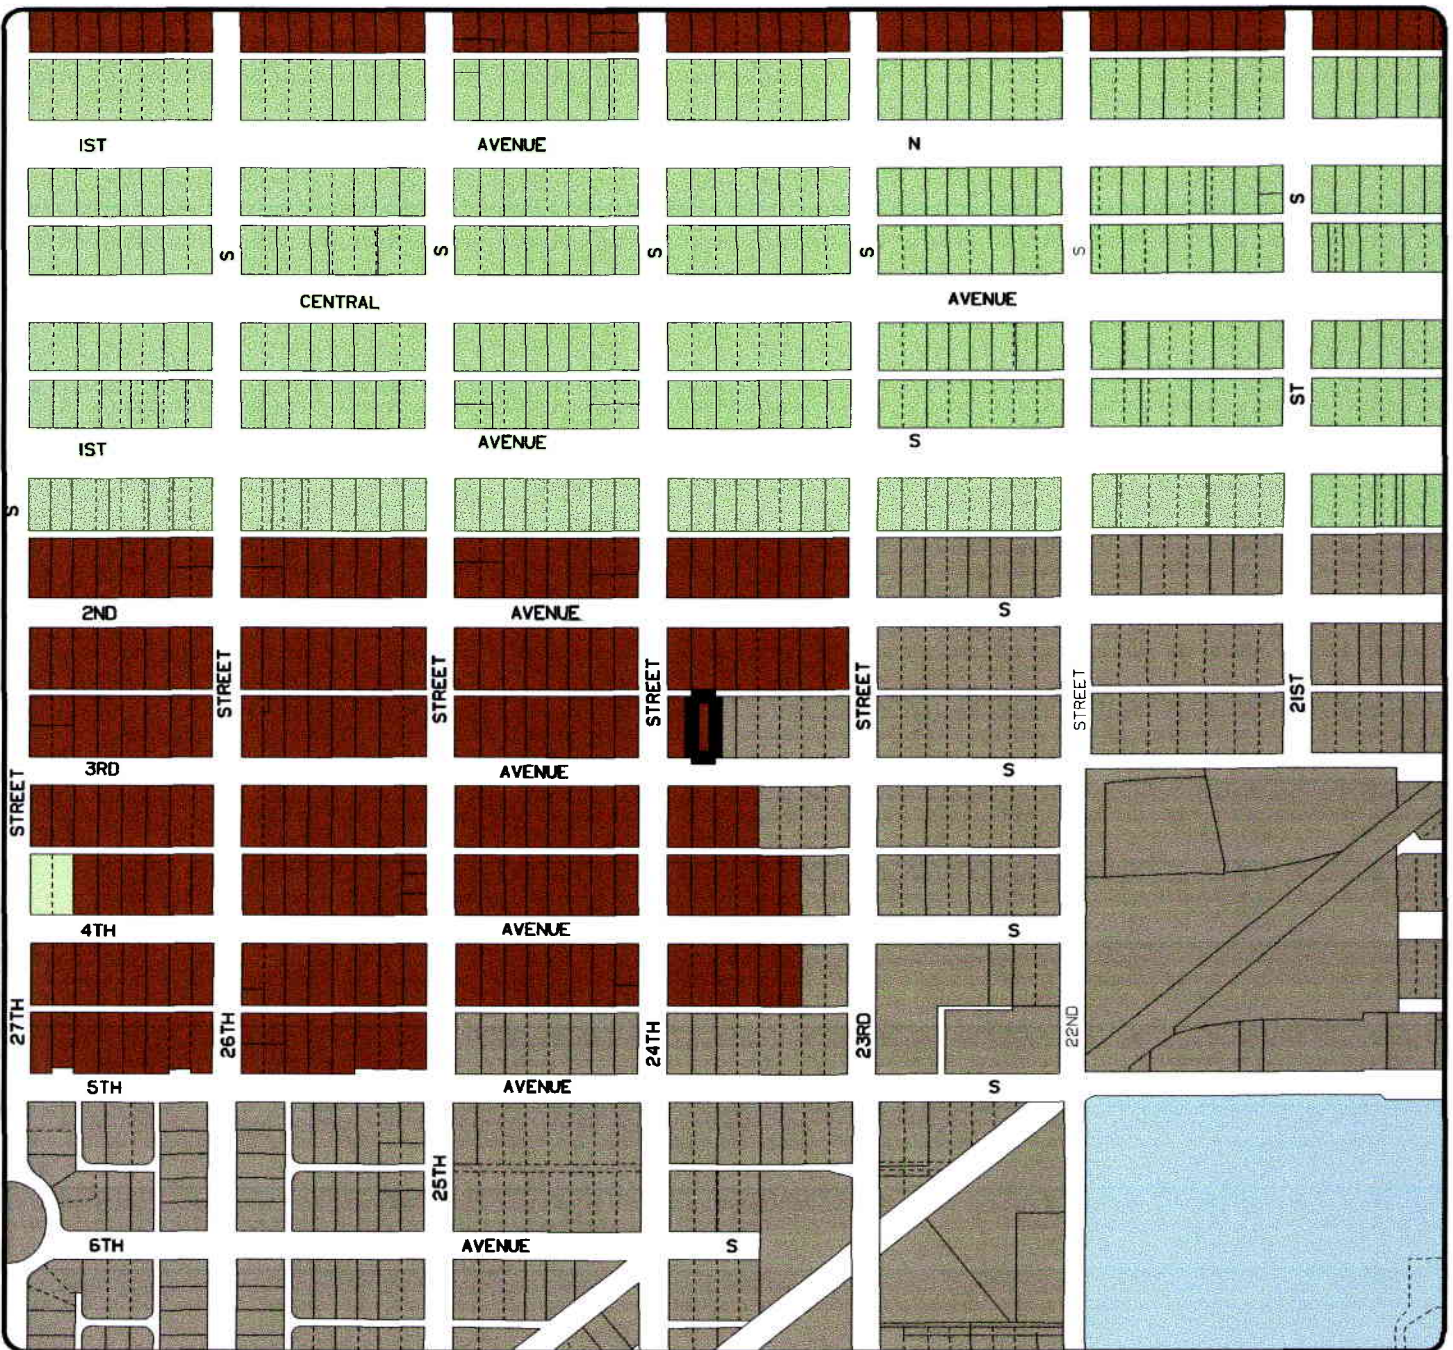 IST AVENUE N
S S S S S S S
CENTRAL AVENUE
ST
IST AVENUE S
S
2ND AVENUE S
STREET STREET STREET STREET STREET 21ST
3RD AVENUE S
STREET
4TH AVENUE S
27TH 26TH 24TH 23RD 22ND
5TH AVENUE S
25TH
6TH AVENUE S